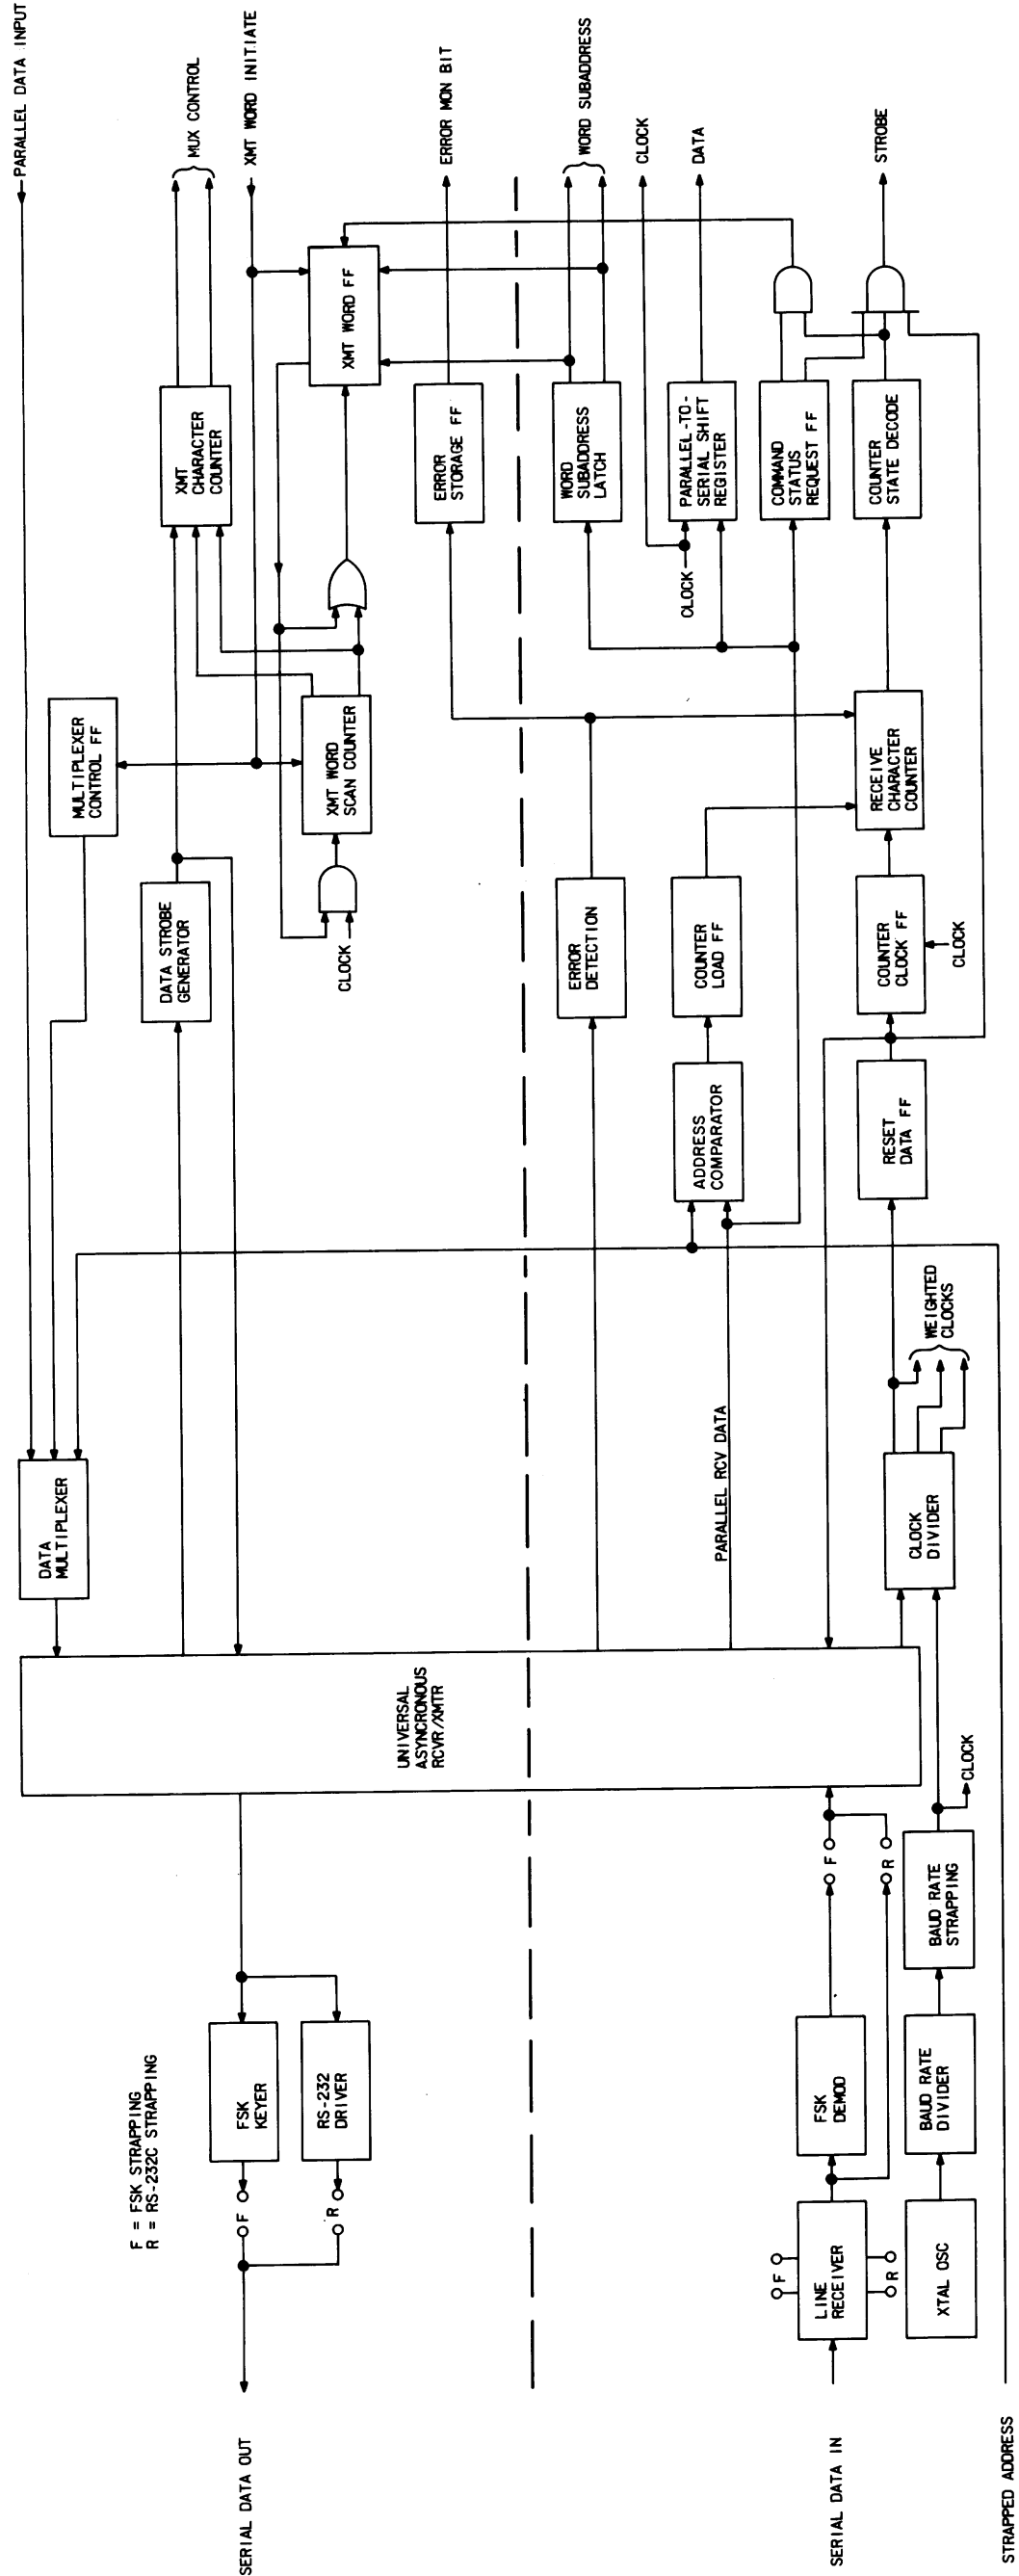 PARALLEL DATA INPUT
MUX CONTROL
XMT WORD INITIATE
ERROR MON BIT
WORD SUBADDRESS
CLOCK
DATA
STROBE
XMT
CHARACTER
COUNTER
XMT WORD FF
ERROR
STORAGE FF
WORD
SUBADDRESS
LATCH
PARALLEL-TO-
SERIAL SHIFT
REGISTER
COMMAND
STATUS
REQUEST FF
COUNTER
STATE DECODE
CLOCK
MULTIPLEXER
CONTROL FF
XMT WORD
SCAN COUNTER
RECEIVE
CHARACTER
COUNTER
DATA STROBE
GENERATOR
CLOCK
ERROR
DETECTION
COUNTER
LOAD FF
COUNTER
CLOCK FF
CLOCK
ADDRESS
COMPARATOR
RESET
DATA FF
WEIGHTED
CLOCKS
DATA
MULTIPLEXER
PARALLEL RCV DATA
CLOCK
DIVIDER
UNIVERSAL
ASYNCRONOUS
RCVR/XMTR
CLOCK
F
R
BAUD RATE
STRAPPING
F = FSK STRAPPING
R = RS-232C STRAPPING
FSK
KEYER
RS-232
DRIVER
FSK
DEMOD
BAUD RATE
DIVIDER
F
R
F
R
LINE
RECEIVER
XTAL OSC
SERIAL DATA OUT
SERIAL DATA IN
STRAPPED ADDRESS